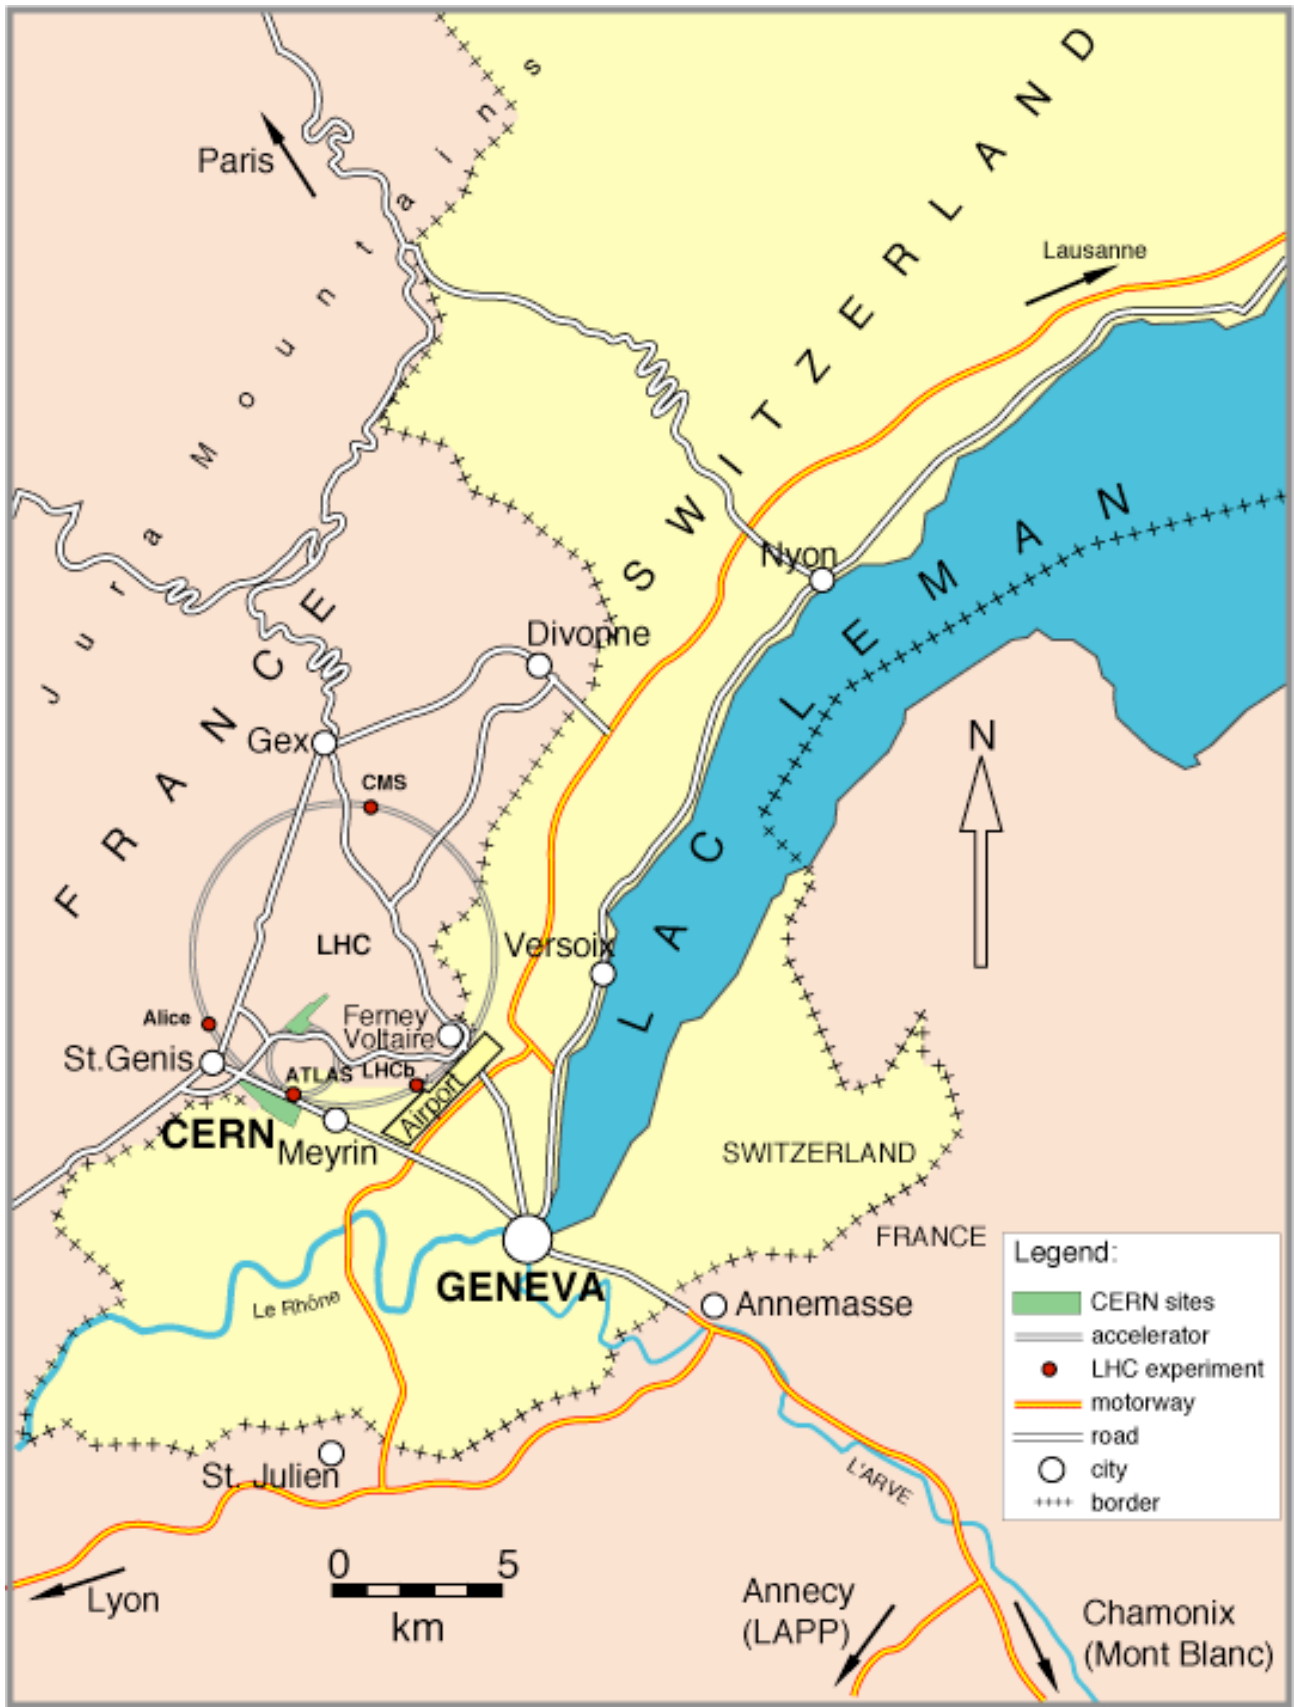 Paris
Jura Mountains
SWITZERLAND
Lausanne
FRANCE
Nyon
LAC LEMAN
Divonne
Gex
N
CMS
LHC
Versoix
Alice
Ferney
Voltaire
St.Genis
ATLAS
LHCb
Airport
CERN
Meyrin
SWITZERLAND
FRANCE
GENEVA
Le Rhône
Annemasse
Legend:
CERN sites
accelerator
LHC experiment
motorway
road
city
border
St. Julien
L'ARVE
0 5
km
Lyon
Annecy
(LAPP)
Chamonix
(Mont Blanc)